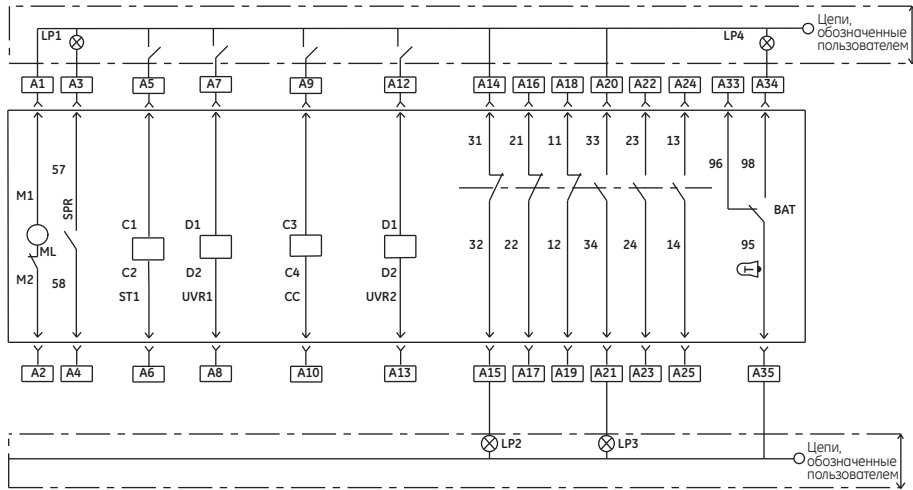 LP1
LP4
Цепи,
обозначенные
пользователем
A1 A3 A5 A7 A9 A12 A14 A16 A18 A20 A22 A24 A33 A34
31 21 11 33 23 13
57 96 98
M1
SPR
C1 D1 C3 D1
BAT
ML
32 22 12 34 24 14 95
M2 58 C2 D2 C4 D2
T
ST1 UVR1 CC UVR2
A2 A4 A6 A8 A10 A13 A15 A17 A19 A21 A23 A25 A35
LP2 LP3
Цепи,
обозначенные
пользователем